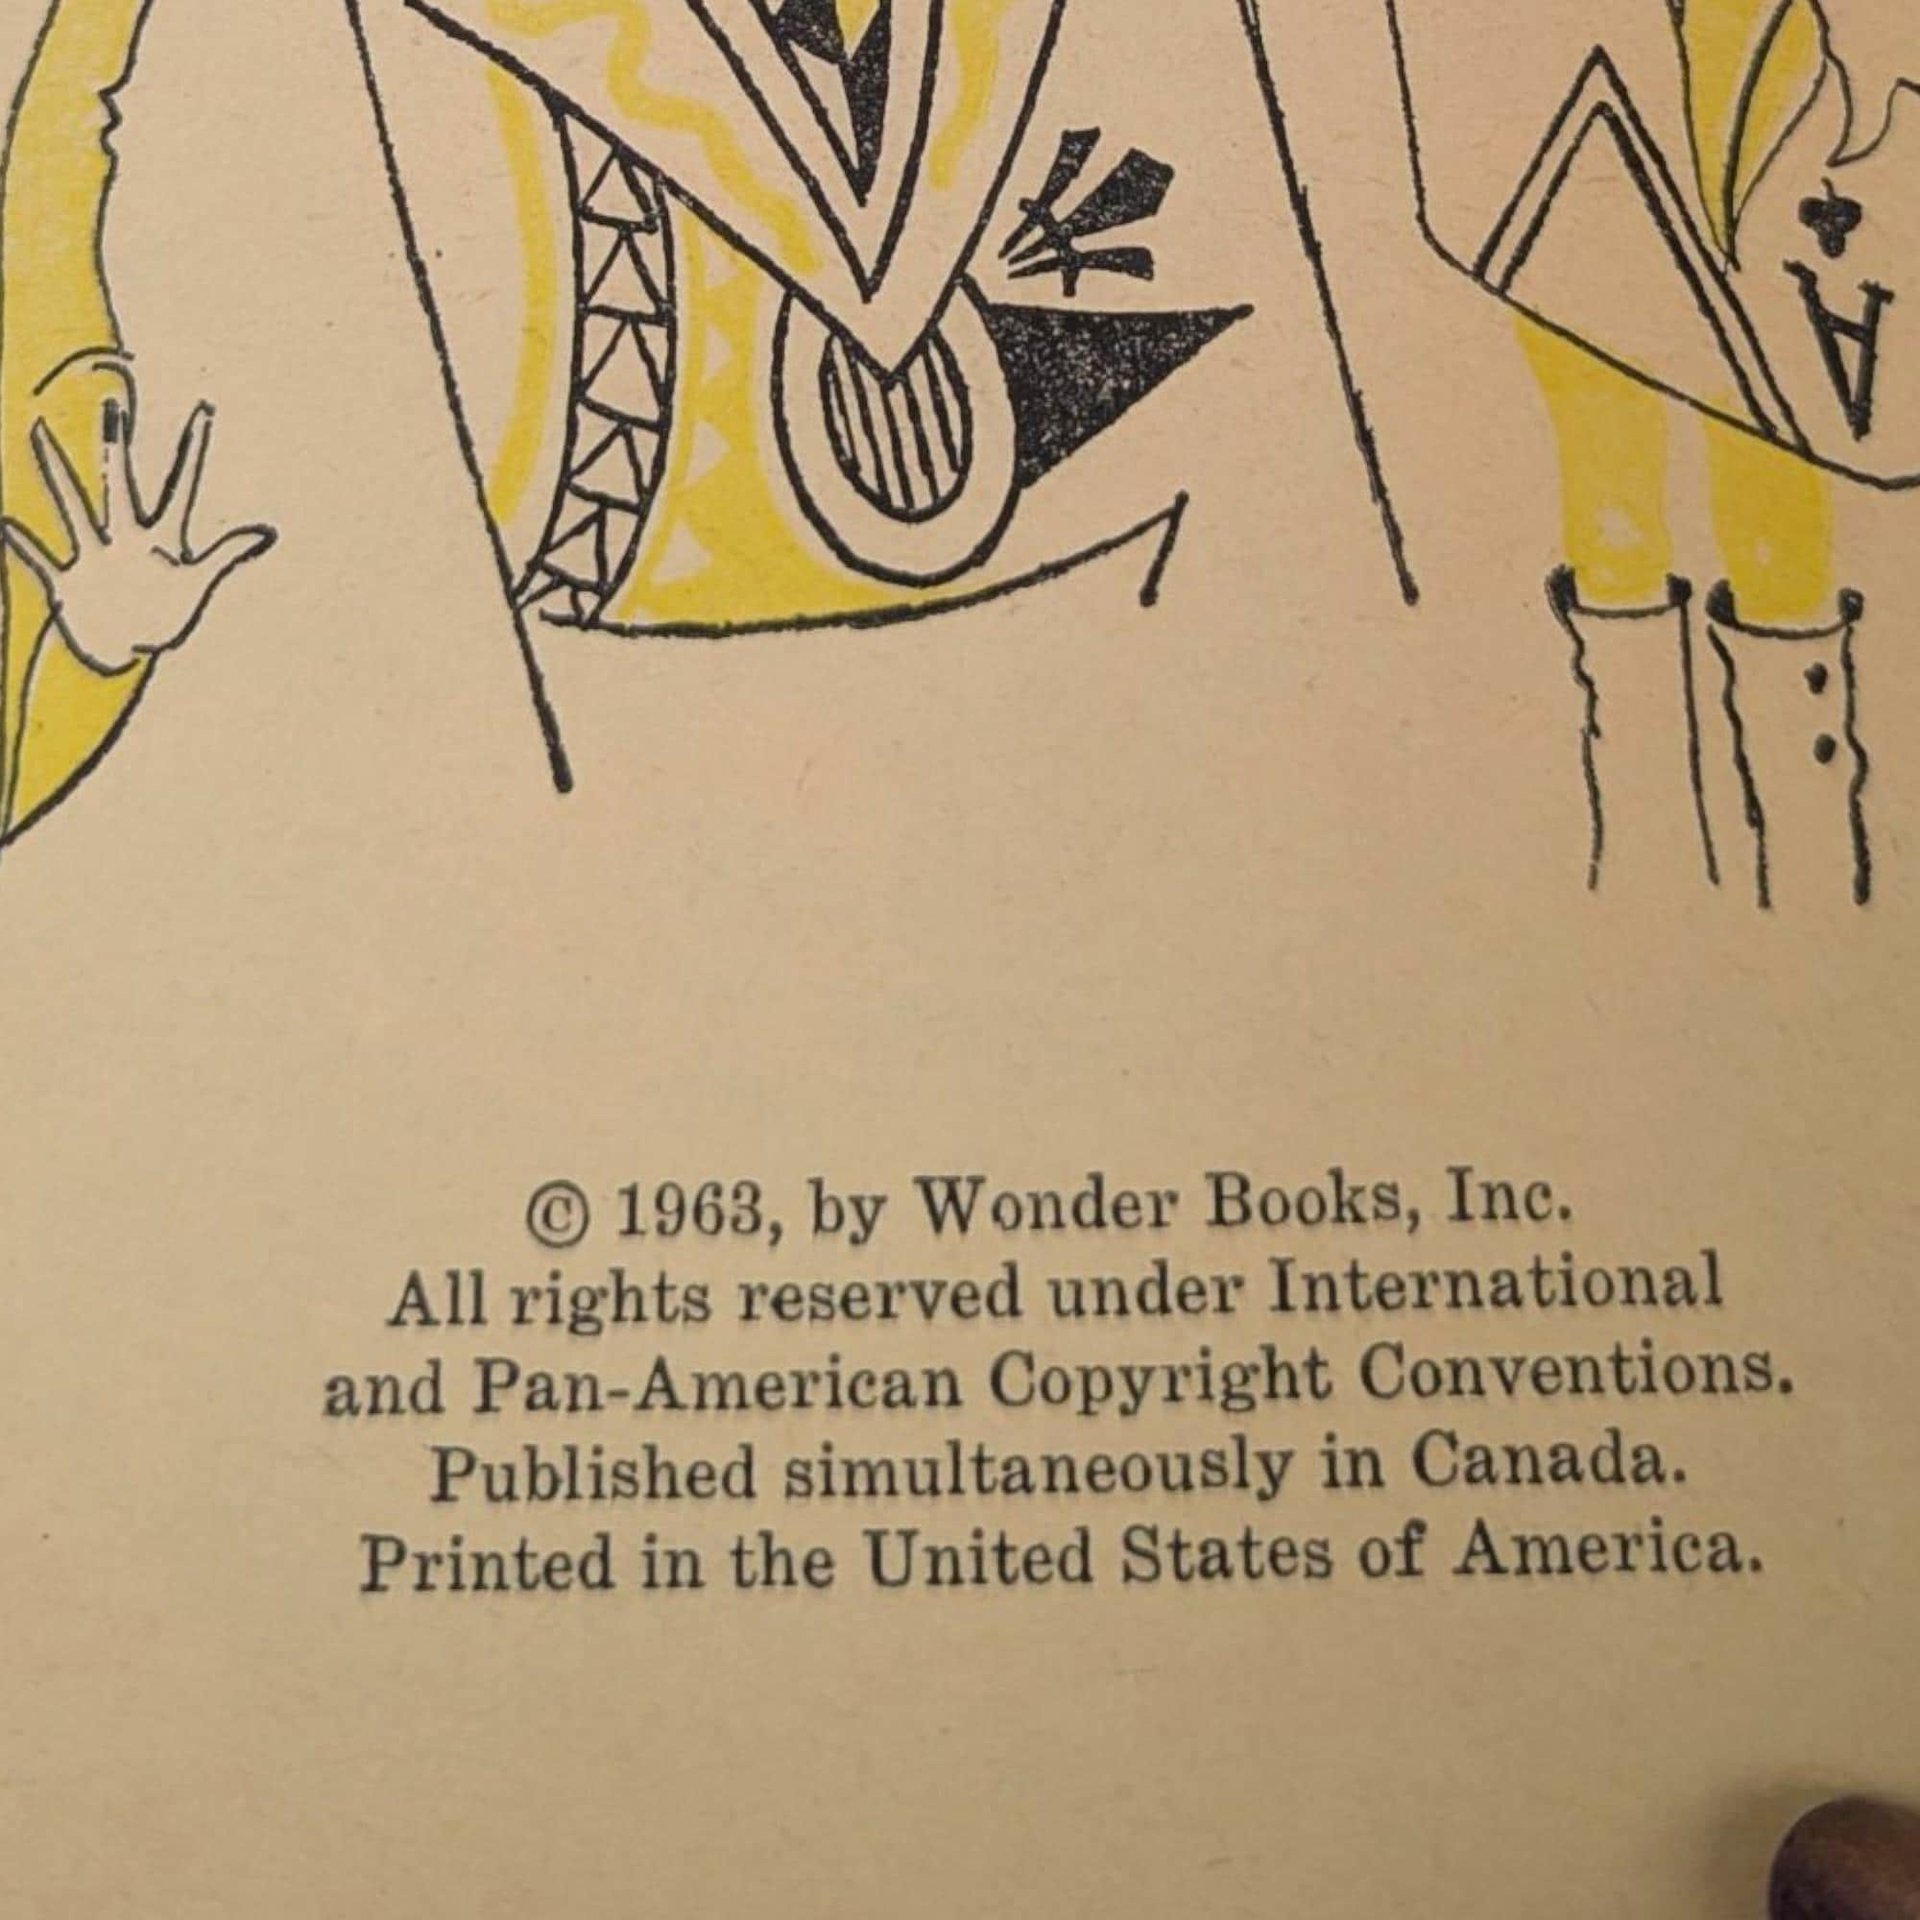 A
© 1963, by Wonder Books, Inc.
All rights reserved under International
and Pan-American Copyright Conventions.
Published simultaneously in Canada.
Printed in the United States of America.